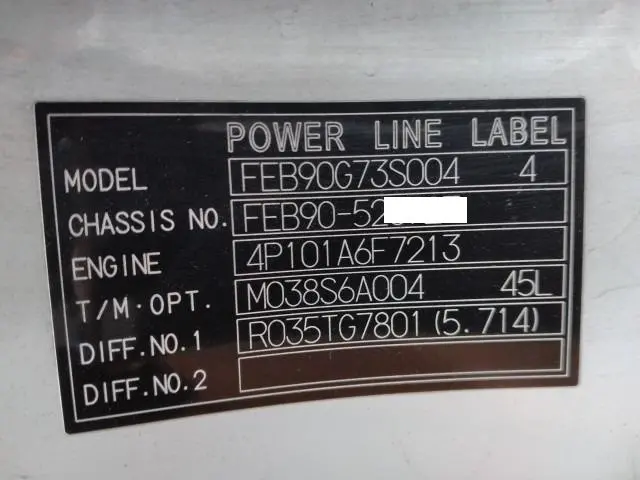 POWER LINE LABEL
MODEL FEB90G73S004 4
CHASSIS NO. FEB90-52
ENGINE 4P101A6F7213
T/M·OPT. M038S6A004 45L
DIFF.NO.1 R035TG7801(5.714)
DIFF.NO.2